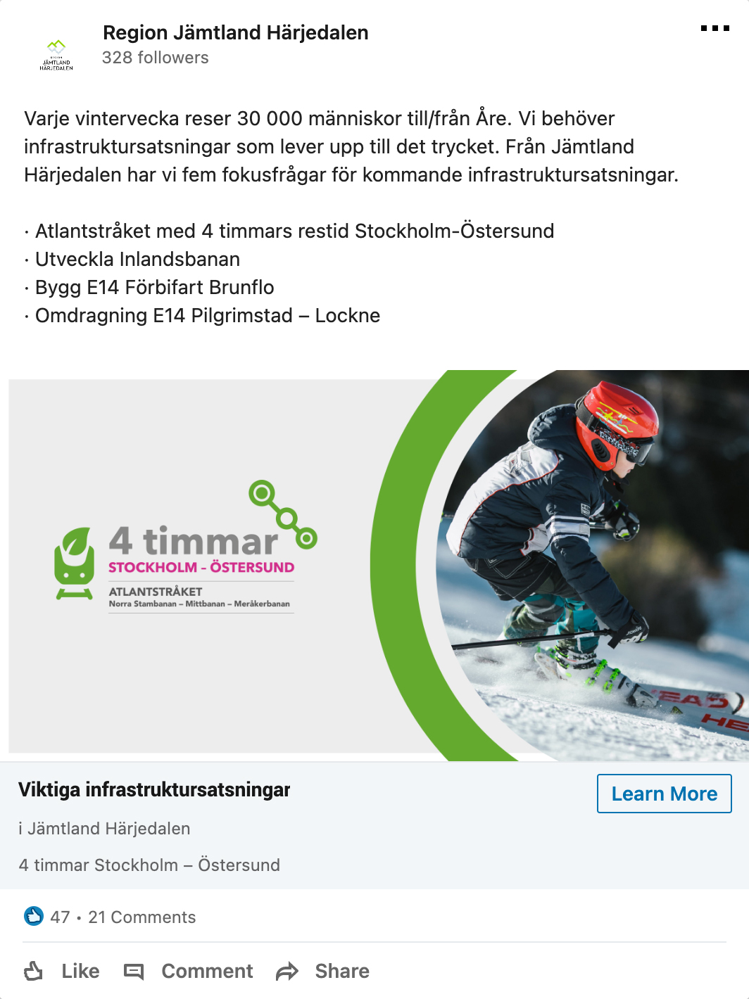 Region Jämtland Härjedalen
328 followers
REGION
JÄMTLAND
HÄRJEDALEN
Varje vintervecka reser 30 000 människor till/från Åre. Vi behöver
infrastruktursatsningar som lever upp till det trycket. Från Jämtland
Härjedalen har vi fem fokusfrågar för kommande infrastruktursatsningar.
· Atlantstråket med 4 timmars restid Stockholm-Östersund
· Utveckla Inlandsbanan
· Bygg E14 Förbifart Brunflo
· Omdragning E14 Pilgrimstad – Lockne
4 timmar
STOCKHOLM – ÖSTERSUND
ATLANTSTRÅKET
Norra Stambanan – Mittbanan – Meråkerbanan
HEAD
HE
Viktiga infrastruktursatsningar
Learn More
i Jämtland Härjedalen
4 timmar Stockholm – Östersund
47 • 21 Comments
Like
Comment
Share